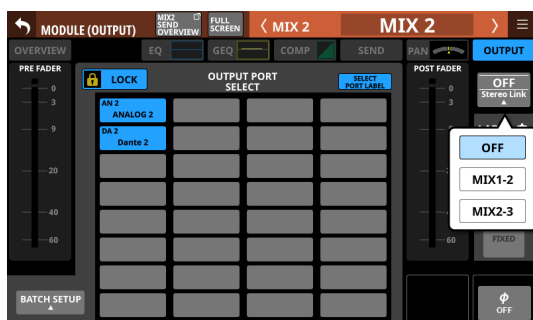 MODULE (OUTPUT)
MIX2
SEND
OVERVIEW
FULL
SCREEN
MIX 2
MIX 2
OVERVIEW
EQ
GEQ
COMP
SEND
PAN
OUTPUT
PRE FADER
0
3
9
20
40
60
LOCK
OUTPUT PORT
SELECT
SELECT
PORT LABEL
AN 2
ANALOG 2
DA 2
Dante 2
POST FADER
0
3
60
OFF
Stereo Link
OFF
MIX1-2
MIX2-3
FIXED
BATCH SETUP
φ
OFF